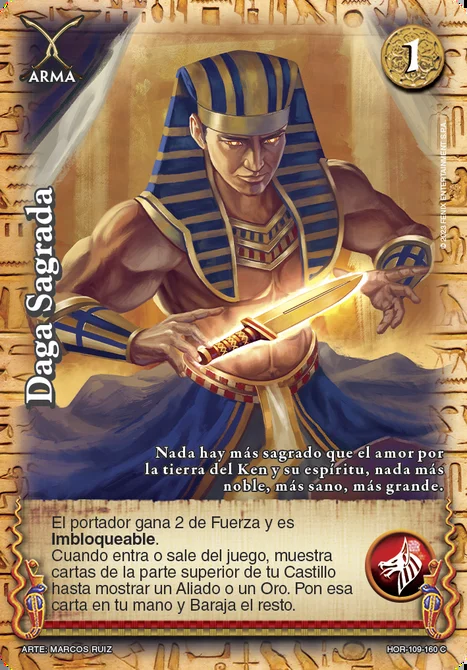 ARMA
1
Daga Sagrada
© 2023 FENIX ENTERTAINMENT S.P.A.
Nada hay más sagrado que el amor por
la tierra del Ken y su espíritu, nada más
noble, más sano, más grande.
El portador gana 2 de Fuerza y es
Imbloqueable.
Cuando entra o sale del juego, muestra
cartas de la parte superior de tu Castillo
hasta mostrar un Aliado o un Oro. Pon esa
carta en tu mano y Baraja el resto.
ARTE: MARCOS RUIZ
HOR-109-160 C